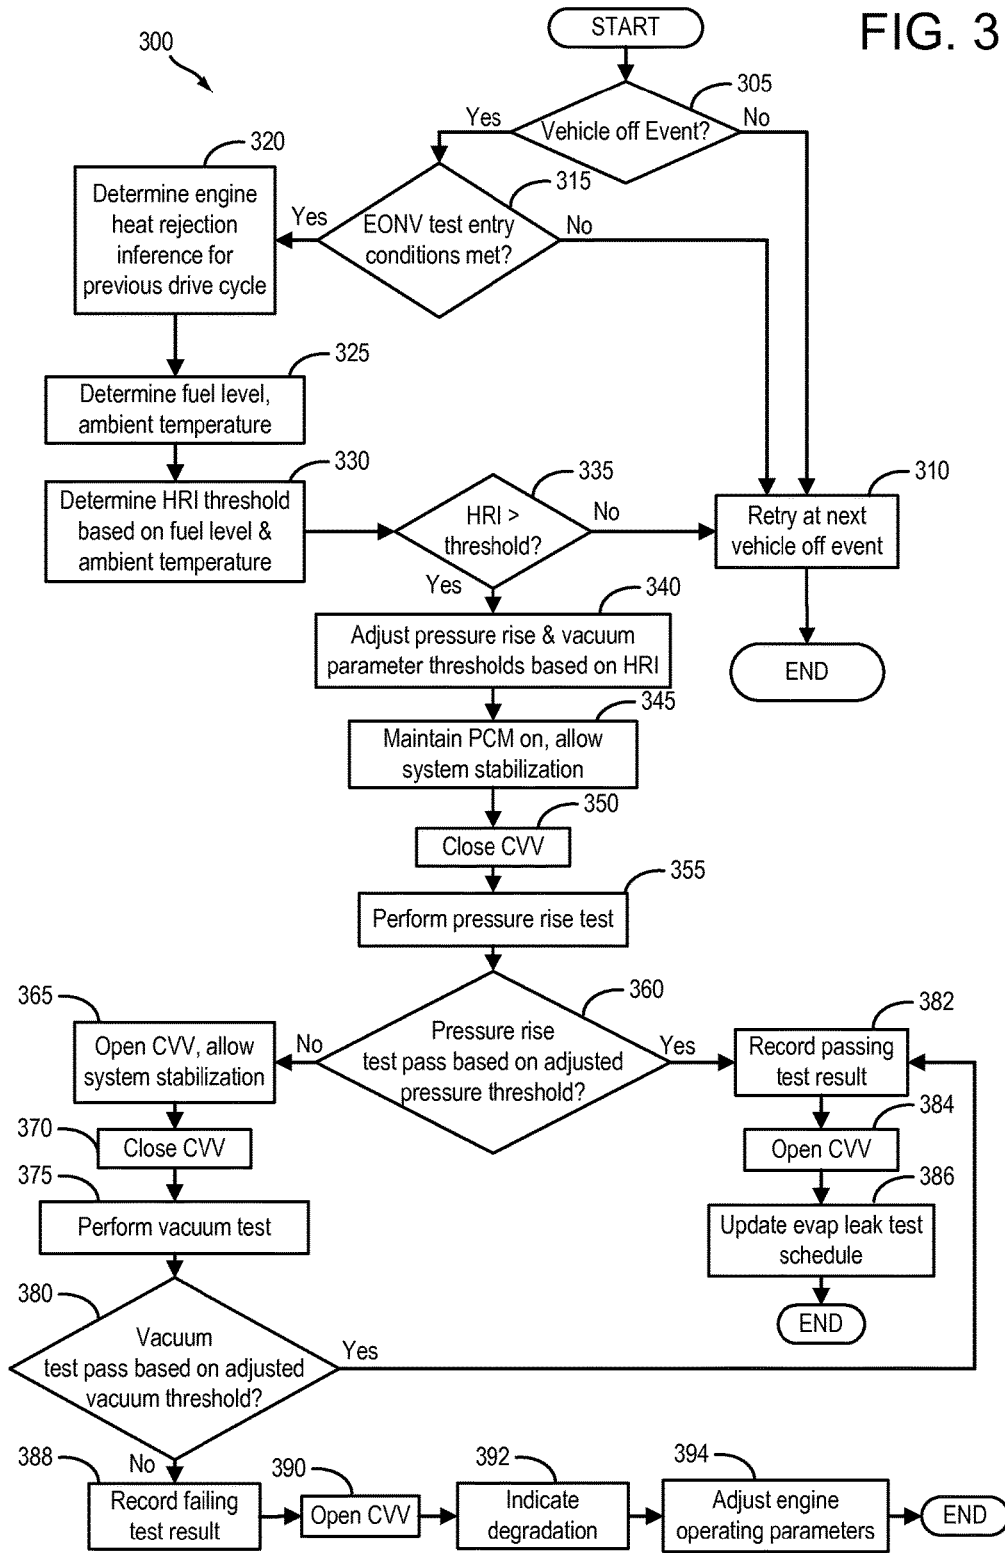 START
FIG. 3
300
305
Yes
Vehicle off Event?
No
320
315
Determine engine
heat rejection
inference for
previous drive cycle
Yes
EONV test entry
conditions met?
No
325
Determine fuel level,
ambient temperature
330
Determine HRI threshold
based on fuel level &
ambient temperature
335
HRI >
threshold?
No
Yes
310
Retry at next
vehicle off event
END
340
Adjust pressure rise & vacuum
parameter thresholds based on HRI
345
Maintain PCM on, allow
system stabilization
350
Close CVV
355
Perform pressure rise test
360
Pressure rise
test pass based on adjusted
pressure threshold?
No
Yes
365
Open CVV, allow
system stabilization
370
Close CVV
375
Perform vacuum test
382
Record passing
test result
384
Open CVV
386
Update evap leak test
schedule
END
380
Vacuum
test pass based on adjusted
vacuum threshold?
Yes
No
388
Record failing
test result
390
Open CVV
392
Indicate
degradation
394
Adjust engine
operating parameters
END